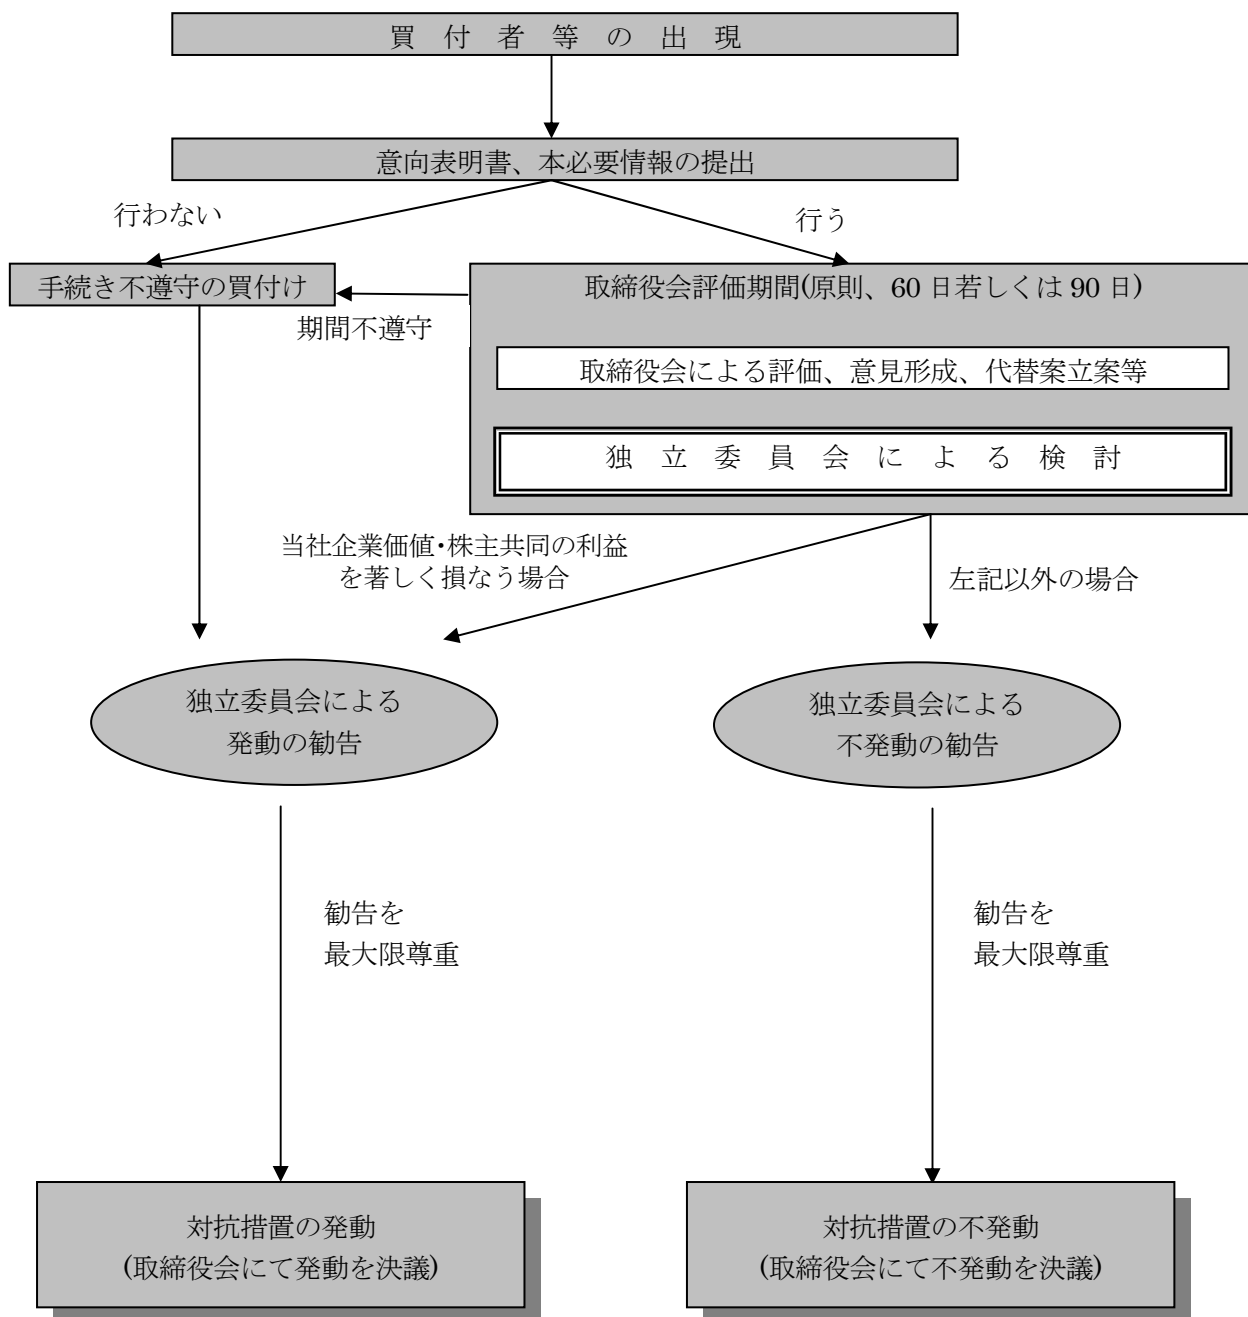 買付者等の出現
意向表明書、本必要情報の提出
行わない
行う
手続き不遵守の買付け
取締役会評価期間(原則、60日若しくは90日)
期間不遵守
取締役会による評価、意見形成、代替案立案等
独立委員会による検討
当社企業価値・株主共同の利益
を著しく損なう場合
左記以外の場合
独立委員会による
発動の勧告
独立委員会による
不発動の勧告
勧告を
最大限尊重
勧告を
最大限尊重
対抗措置の発動
(取締役会にて発動を決議)
対抗措置の不発動
(取締役会にて不発動を決議)